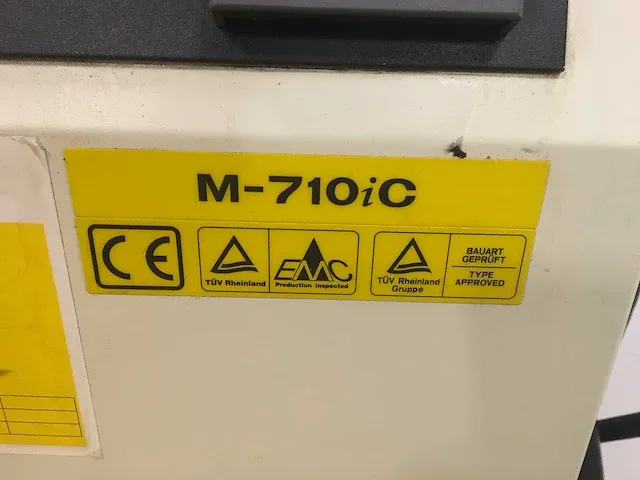 M-710iC
CE
TÜV Rheinland
EMC
Production inspected
TÜV Rheinland
Gruppe
BAUART
GEPRÜFT
TYPE
APPROVED